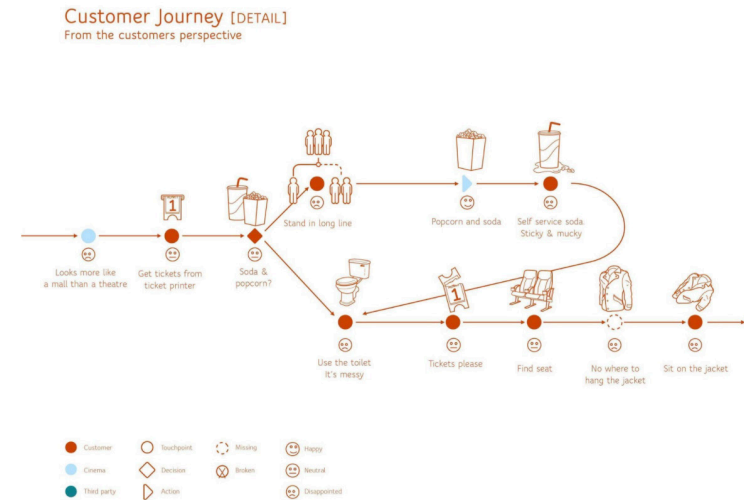 Customer Journey [DETAIL]
From the customers perspective
Stand in long line
Popcorn and soda
Self service soda.
Sticky & mucky
1
Looks more like
a mall than a theatre
Get tickets from
ticket printer
Soda &
popcorn?
1
Use the toilet
It's messy
Tickets please
Find seat
No where to
hang the jacket
Sit on the jacket
Customer
Touchpoint
Missing
Happy
Cinema
Decision
Broken
Neutral
Third party
Action
Disappointed